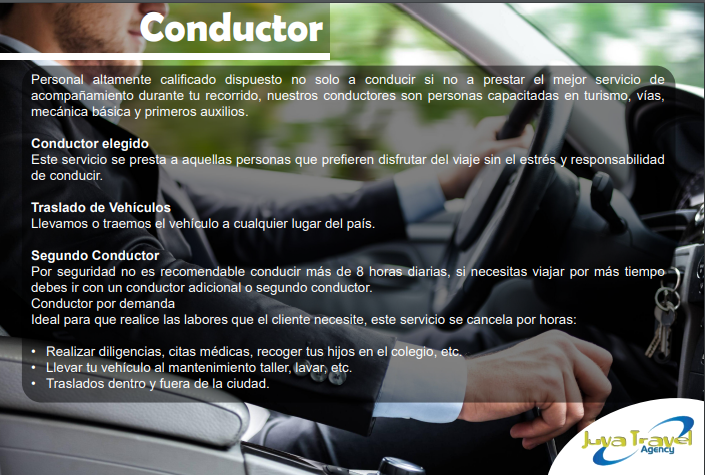 Conductor
Personal altamente calificado dispuesto no solo a conducir si no a prestar el mejor servicio de
acompañamiento durante tu recorrido, nuestros conductores son personas capacitadas en turismo, vías,
mecánica básica y primeros auxilios.
Conductor elegido
Este servicio se presta a aquellas personas que prefieren disfrutar del viaje sin el estrés y responsabilidad
de conducir.
Traslado de Vehículos
Llevamos o traemos el vehículo a cualquier lugar del país.
Segundo Conductor
Por seguridad no es recomendable conducir más de 8 horas diarias, si necesitas viajar por más tiempo
debes ir con un conductor adicional o segundo conductor.
Conductor por demanda
Ideal para que realice las labores que el cliente necesite, este servicio se cancela por horas:
• Realizar diligencias, citas médicas, recoger tus hijos en el colegio, etc.
• Llevar tu vehículo al mantenimiento taller, lavar, etc.
• Traslados dentro y fuera de la ciudad.
Juya Travel
Agency